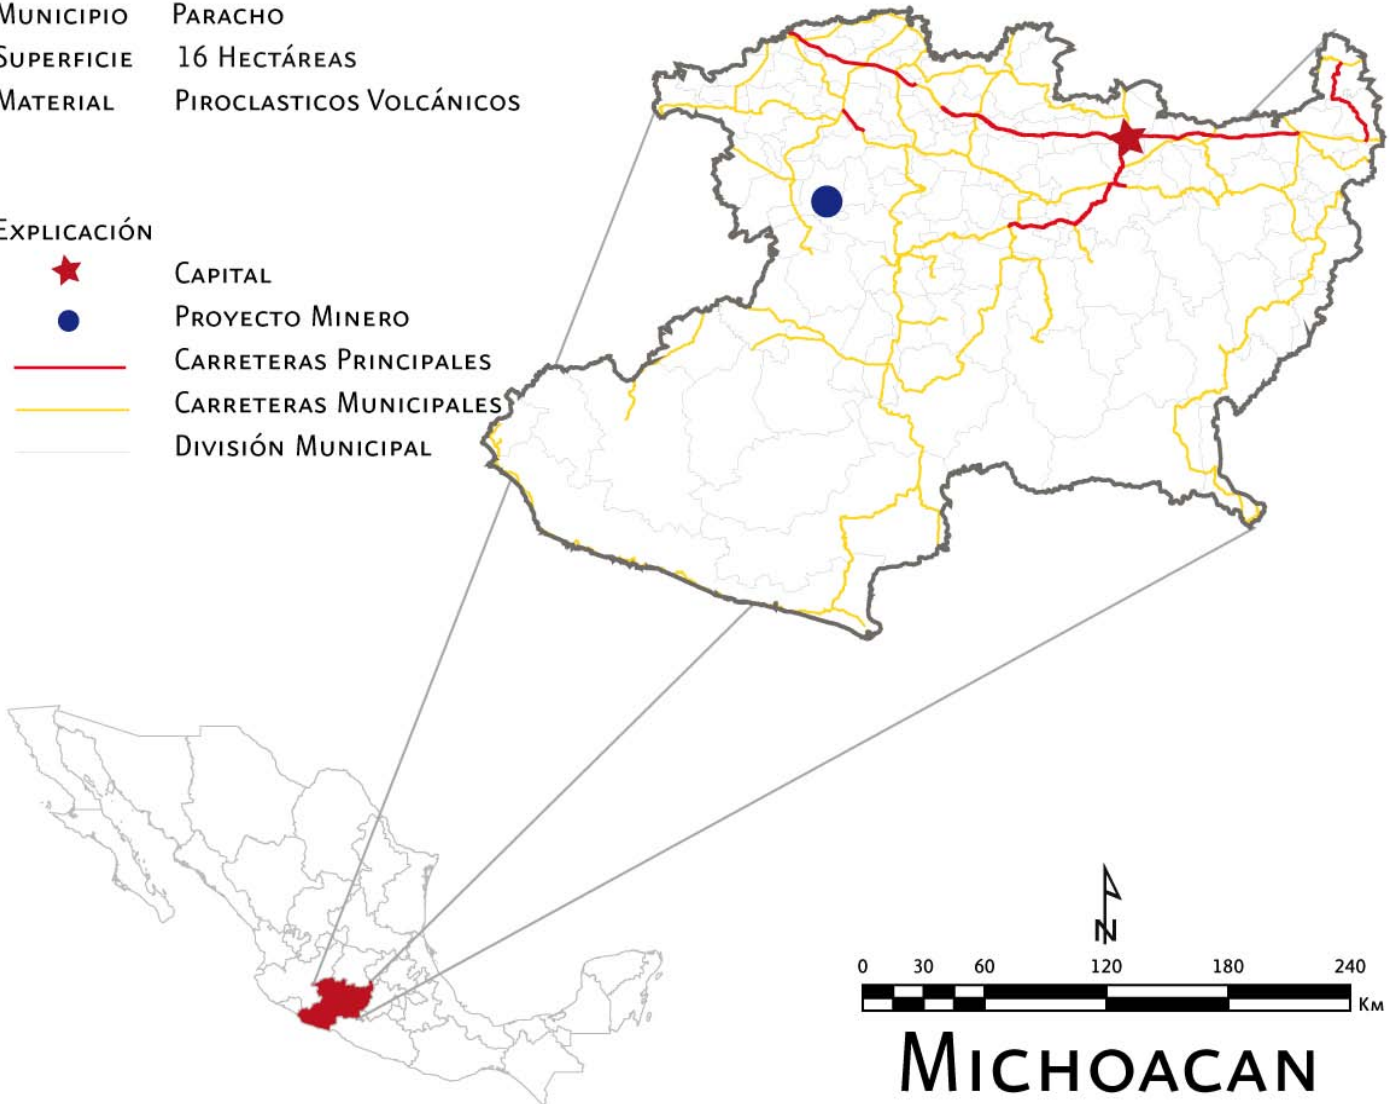 Municipio Paracho
Superficie 16 Hectáreas
Material Piroclasticos Volcánicos
Explicación
Capital
Proyecto Minero
Carreteras Principales
Carreteras Municipales
División Municipal
N
0 30 60 120 180 240
Km
Michoacan